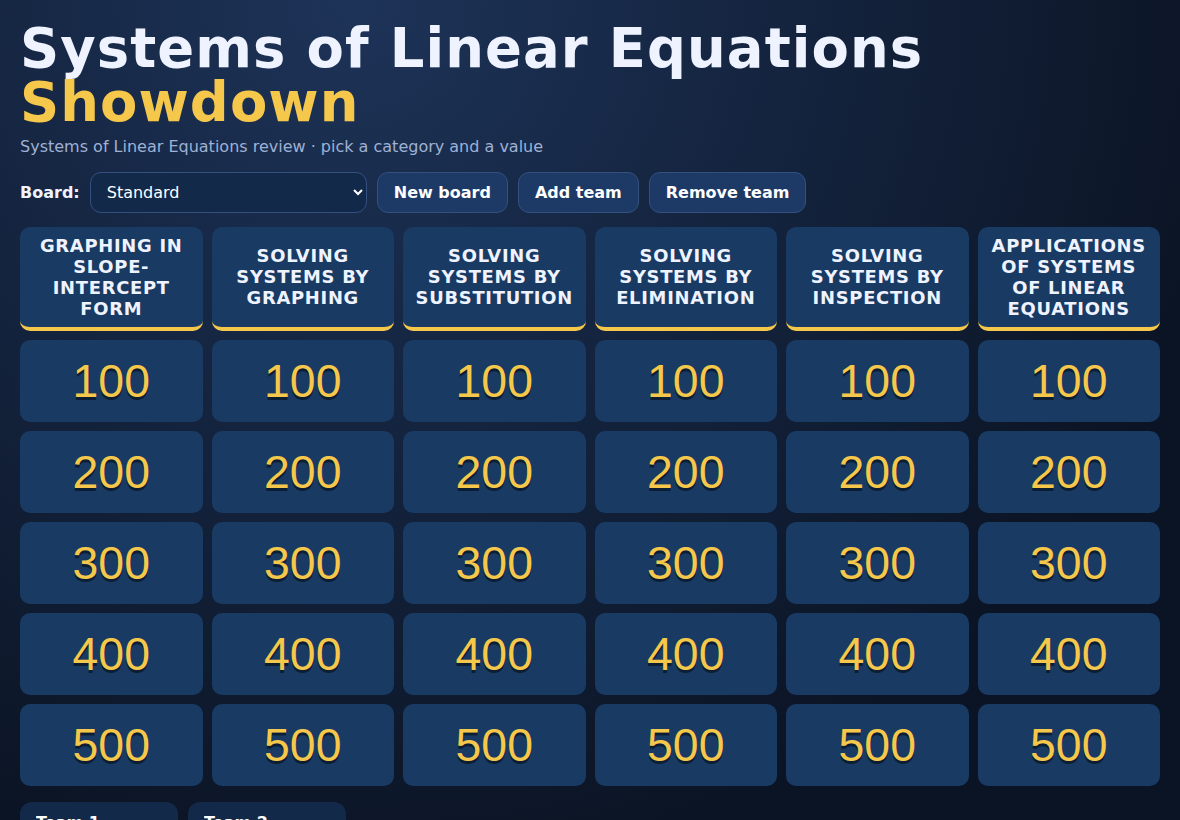 Systems of Linear Equations
Showdown
Systems of Linear Equations review · pick a category and a value
Board: Standard New board Add team Remove team
GRAPHING IN SLOPE-INTERCEPT FORM
SOLVING SYSTEMS BY GRAPHING
SOLVING SYSTEMS BY SUBSTITUTION
SOLVING SYSTEMS BY ELIMINATION
SOLVING SYSTEMS BY INSPECTION
APPLICATIONS OF SYSTEMS OF LINEAR EQUATIONS
100 100 100 100 100 100
200 200 200 200 200 200
300 300 300 300 300 300
400 400 400 400 400 400
500 500 500 500 500 500
Team 1 Team 2